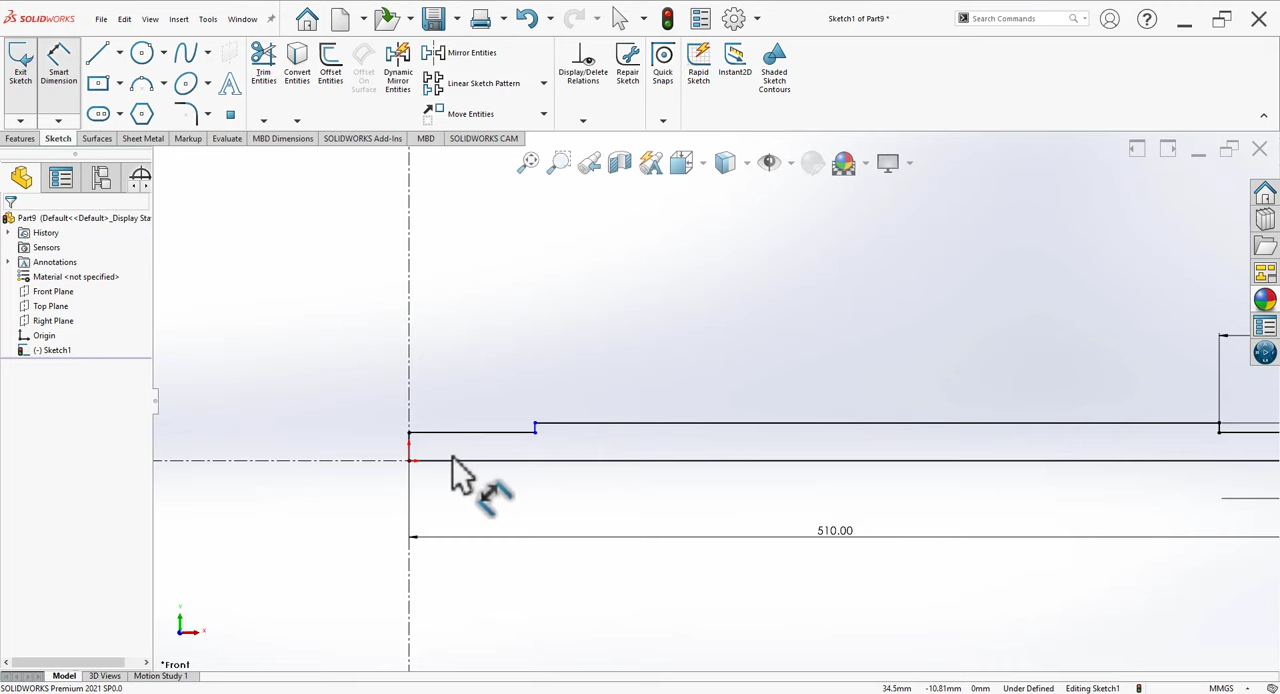 SOLIDWORKS
File
Edit
View
Insert
Tools
Window
Sketch1 of Part9 *
Search Commands
Exit Sketch
Smart Dimension
Trim Entities
Convert Entities
Offset Entities
Offset On Surface
Dynamic Mirror Entities
Mirror Entities
Linear Sketch Pattern
Move Entities
Display/Delete Relations
Repair Sketch
Quick Snaps
Rapid Sketch
Instant2D
Shaded Sketch Contours
Features
Sketch
Surfaces
Sheet Metal
Markup
Evaluate
MBD Dimensions
SOLIDWORKS Add-Ins
MBD
SOLIDWORKS CAM
Part9 (Default<<Default>_Display Sta
History
Sensors
Annotations
Material <not specified>
Front Plane
Top Plane
Right Plane
Origin
(-) Sketch1
510.00
Y
X
*Front
Model
3D Views
Motion Study 1
SOLIDWORKS Premium 2021 SP0.0
34.5mm
-10.81mm
0mm
Under Defined
Editing Sketch1
MMGS